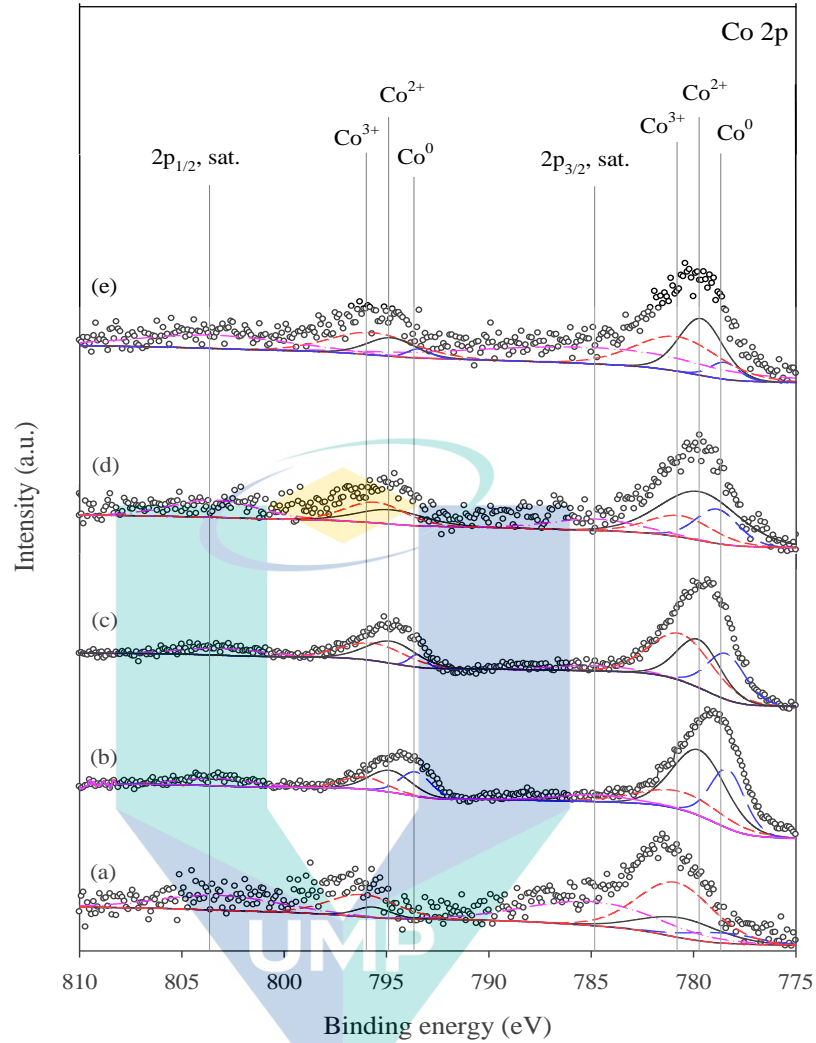 Co 2p
Co²⁺ Co²⁺
Co³⁺ Co⁰ Co³⁺ Co⁰
2p₁/₂, sat. 2p₃/₂, sat.
(e)
(d)
(c)
(b)
(a)
UMP
Intensity (a.u.)
810 805 800 795 790 785 780 775
Binding energy (eV)